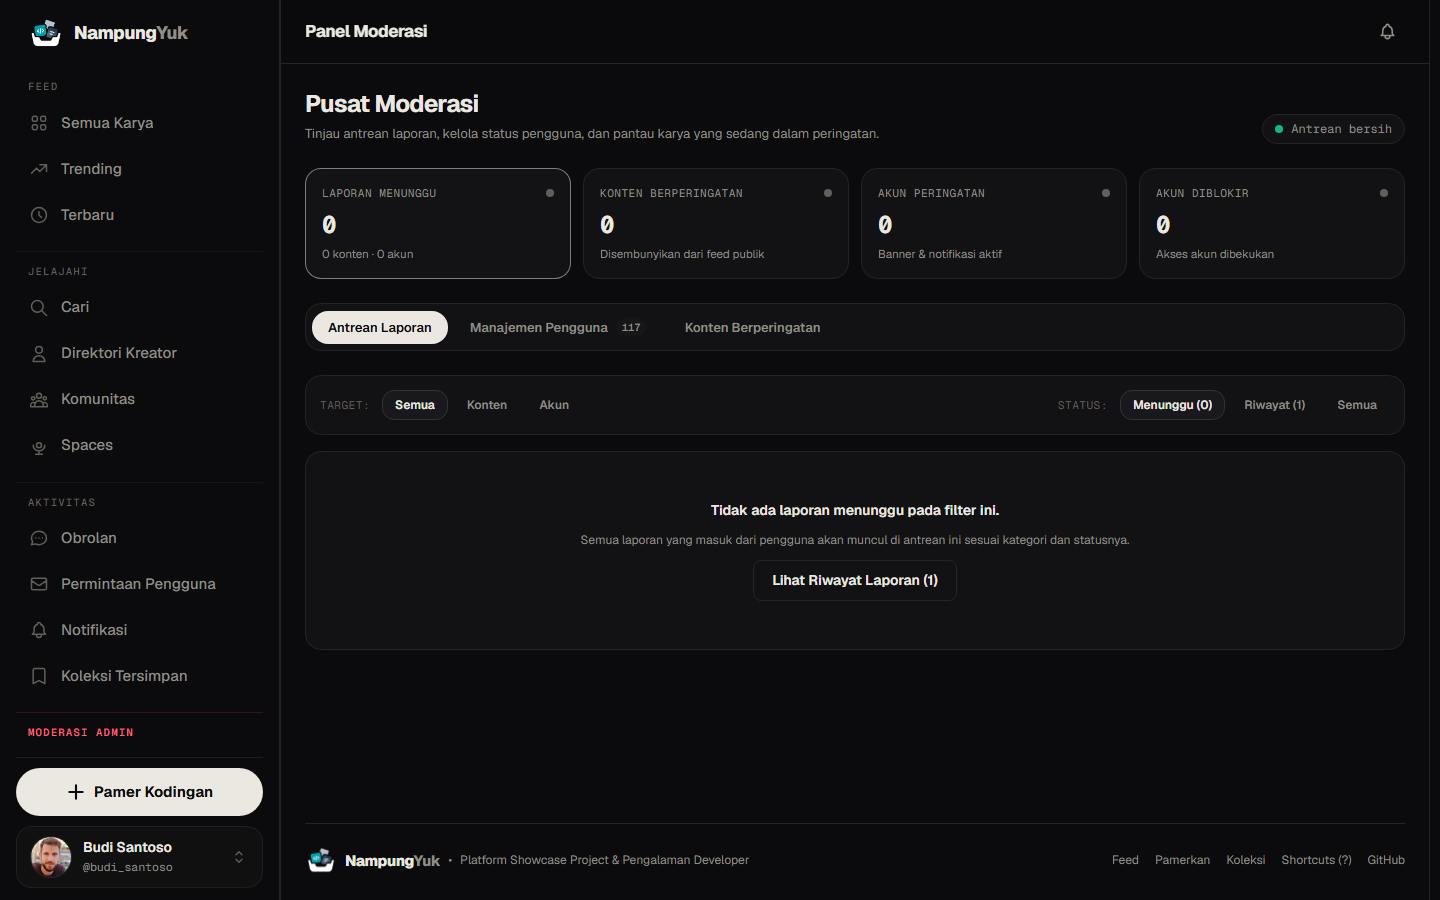 NampungYuk
FEED
Semua Karya
Trending
Terbaru
JELAJAHI
Cari
Direktori Kreator
Komunitas
Spaces
AKTIVITAS
Obrolan
Permintaan Pengguna
Notifikasi
Koleksi Tersimpan
MODERASI ADMIN
Pamer Kodingan
Budi Santoso
@budi_santoso
Panel Moderasi
Pusat Moderasi
Tinjau antrean laporan, kelola status pengguna, dan pantau karya yang sedang dalam peringatan.
Antrean bersih
LAPORAN MENUNGGU
0
0 konten · 0 akun
KONTEN BERPERINGATAN
0
Disembunyikan dari feed publik
AKUN PERINGATAN
0
Banner & notifikasi aktif
AKUN DIBLOKIR
0
Akses akun dibekukan
Antrean Laporan Manajemen Pengguna 117 Konten Berperingatan
TARGET: Semua Konten Akun STATUS: Menunggu (0) Riwayat (1) Semua
Tidak ada laporan menunggu pada filter ini.
Semua laporan yang masuk dari pengguna akan muncul di antrean ini sesuai kategori dan statusnya.
Lihat Riwayat Laporan (1)
NampungYuk · Platform Showcase Project & Pengalaman Developer Feed Pamerkan Koleksi Shortcuts (?) GitHub